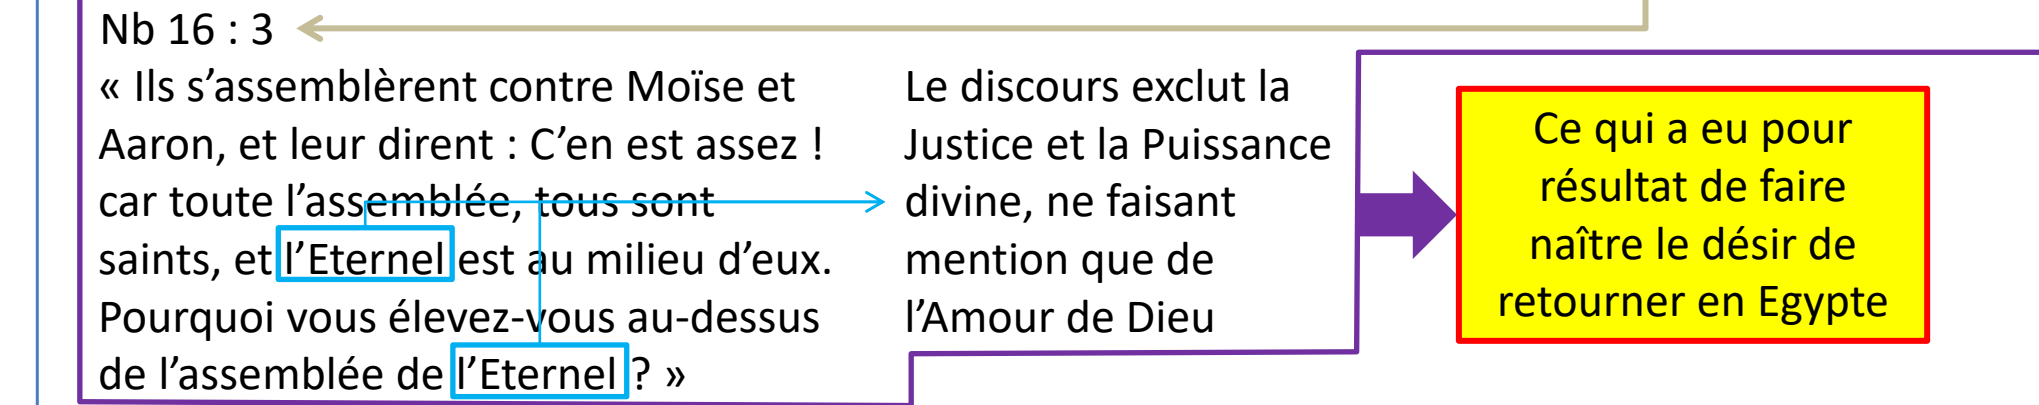 Nb 16 : 3
« Ils s’assemblèrent contre Moïse et
Aaron, et leur dirent : C’en est assez !
car toute l’assemblée, tous sont
saints, et l’Eternel est au milieu d’eux.
Pourquoi vous élevez-vous au-dessus
de l’assemblée de l’Eternel ? »
Le discours exclut la
Justice et la Puissance
divine, ne faisant
mention que de
l’Amour de Dieu
Ce qui a eu pour
résultat de faire
naître le désir de
retourner en Egypte